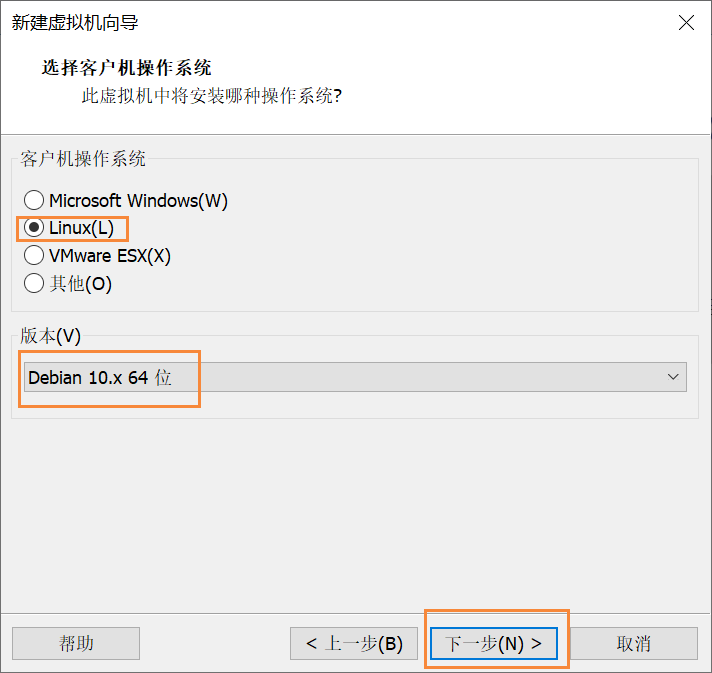 新建虚拟机向导
选择客户机操作系统
此虚拟机中将安装哪种操作系统?
客户机操作系统
Microsoft Windows(W)
Linux(L)
VMware ESX(X)
其他(O)
版本(V)
Debian 10.x 64 位
帮助
< 上一步(B)
下一步(N) >
取消